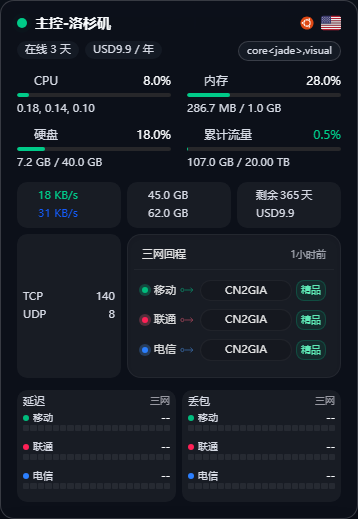 主控-洛杉矶
在线 3 天 USD9.9 / 年 core<jade>,visual
CPU 8.0% 内存 28.0%
0.18, 0.14, 0.10 286.7 MB / 1.0 GB
硬盘 18.0% 累计流量 0.5%
7.2 GB / 40.0 GB 107.0 GB / 20.00 TB
18 KB/s 45.0 GB 剩余 365 天
31 KB/s 62.0 GB USD9.9
TCP 140
UDP 8
三网回程 1小时前
移动 CN2GIA 精品
联通 CN2GIA 精品
电信 CN2GIA 精品
延迟 三网 丢包 三网
移动 -- 移动 --
联通 -- 联通 --
电信 -- 电信 --